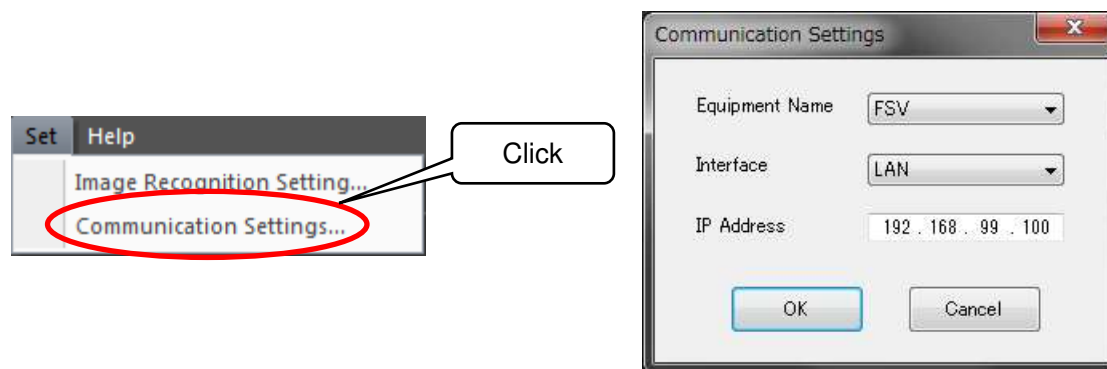 Set Help
Image Recognition Setting...
Communication Settings...
Click
Communication Settings
Equipment Name FSV
Interface LAN
IP Address 192 . 168 . 99 . 100
OK Cancel